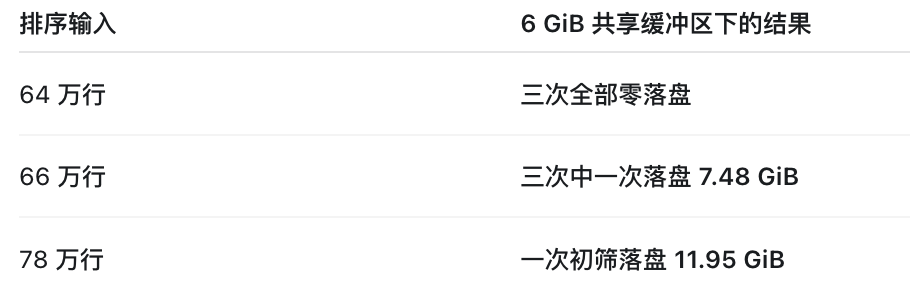 排序输入 6 GiB 共享缓冲区下的结果
64 万行 三次全部零落盘
66 万行 三次中一次落盘 7.48 GiB
78 万行 一次初筛落盘 11.95 GiB